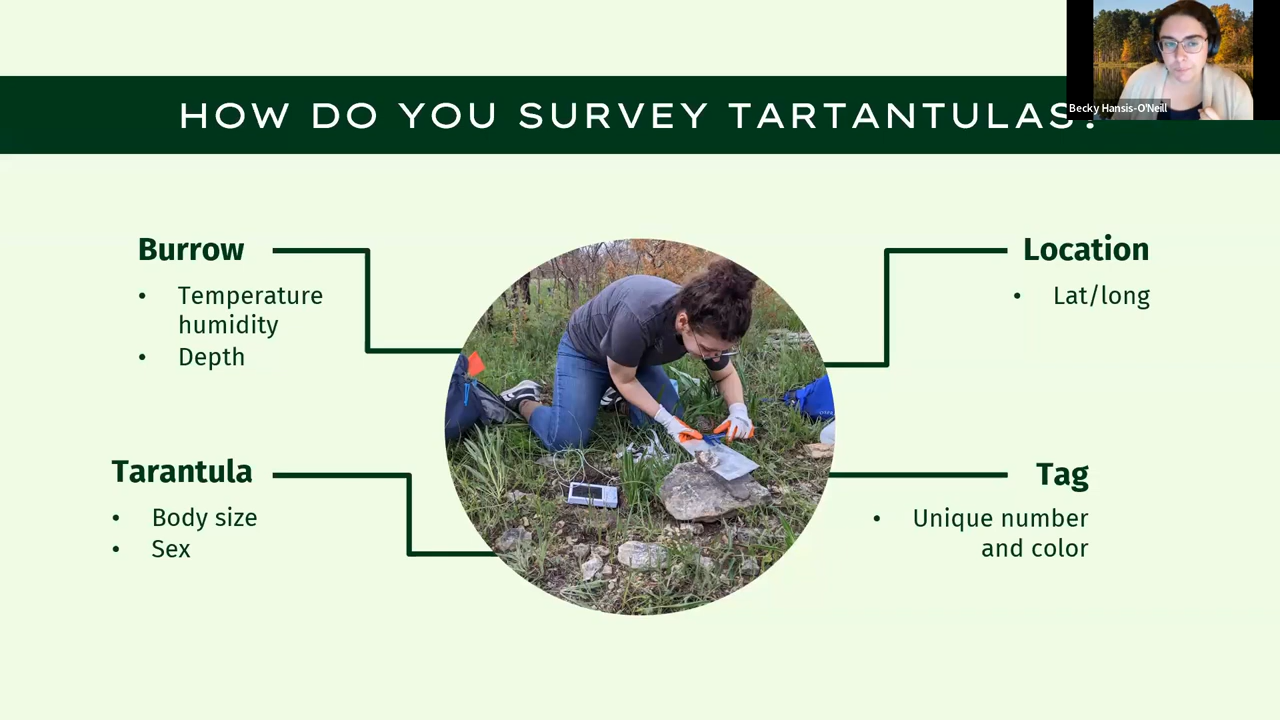 HOW DO YOU SURVEY TARTANTULAS?
Becky Hansis-O'Neill
Burrow
• Temperature
humidity
• Depth
Location
• Lat/long
Tarantula
• Body size
• Sex
Tag
• Unique number
and color